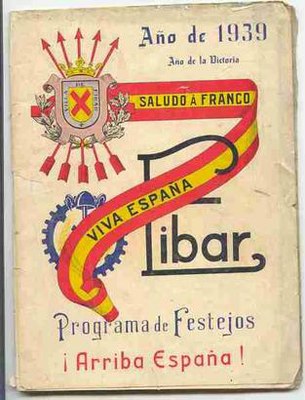 Año de 1939
Año de la Victoria
SALUDO Á FRANCO
VIVA ESPAÑA
Eibar
Programa de Festejos
¡Arriba España!